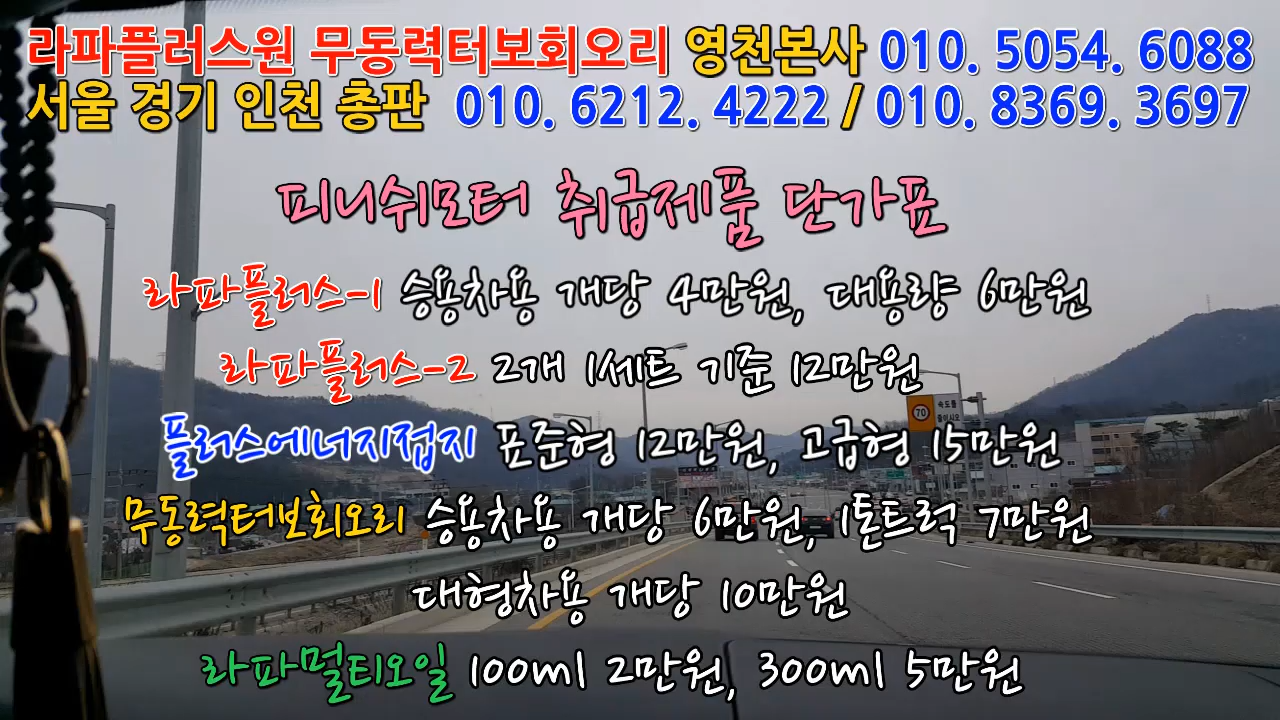 라파플러스원 무동력터보회오리 영천본사 010. 5054. 6088
서울 경기 인천 총판 010. 6212. 4222 / 010. 8369. 3697
피니쉬모터 취급제품 단가표
라파플러스-1 승용차용 개당 4만원, 대용량 6만원
라파플러스-2 2개 1세트 기준 12만원
플러스에너지접지 표준형 12만원, 고급형 15만원
무동력터보회오리 승용차용 개당 6만원, 1톤트럭 7만원
대형차용 개당 10만원
라파멀티오일 100ml 2만원, 300ml 5만원
70
속도를
줄이시오